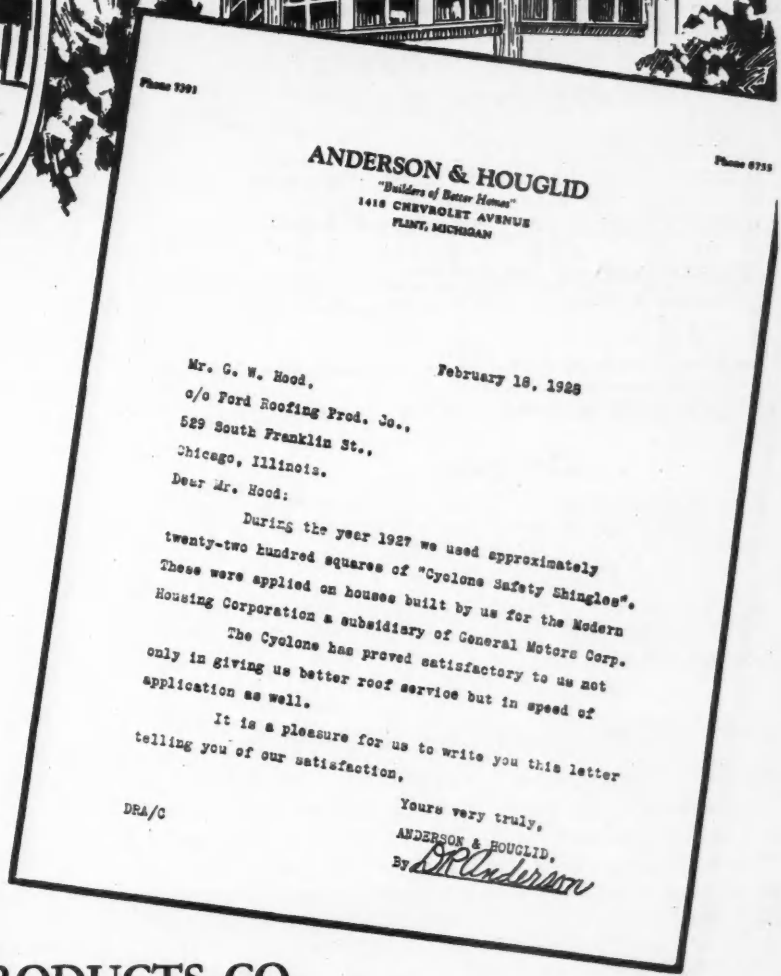 Phone 9391
Phone 8755
ANDERSON & HOUGLID
"Builders of Better Homes"
1418 CHEVROLET AVENUE
FLINT, MICHIGAN
February 18, 1928
Mr. G. W. Hood,
c/o Ford Roofing Prod. Jo.,
529 South Franklin St.,
Chicago, Illinois.
Dear Mr. Hood:
During the year 1927 we used approximately
twenty-two hundred squares of "Cyclone Safety Shingles".
These were applied on houses built by us for the Modern
Housing Corporation a subsidiary of General Motors Corp.
The Cyclone has proved satisfactory to us not
only in giving us better roof service but in speed of
application as well.
It is a pleasure for us to write you this letter
telling you of our satisfaction,
Yours very truly,
DRA/C
ANDERSON & HOUGLID,
By DRAnderson
PRODUCTS CO